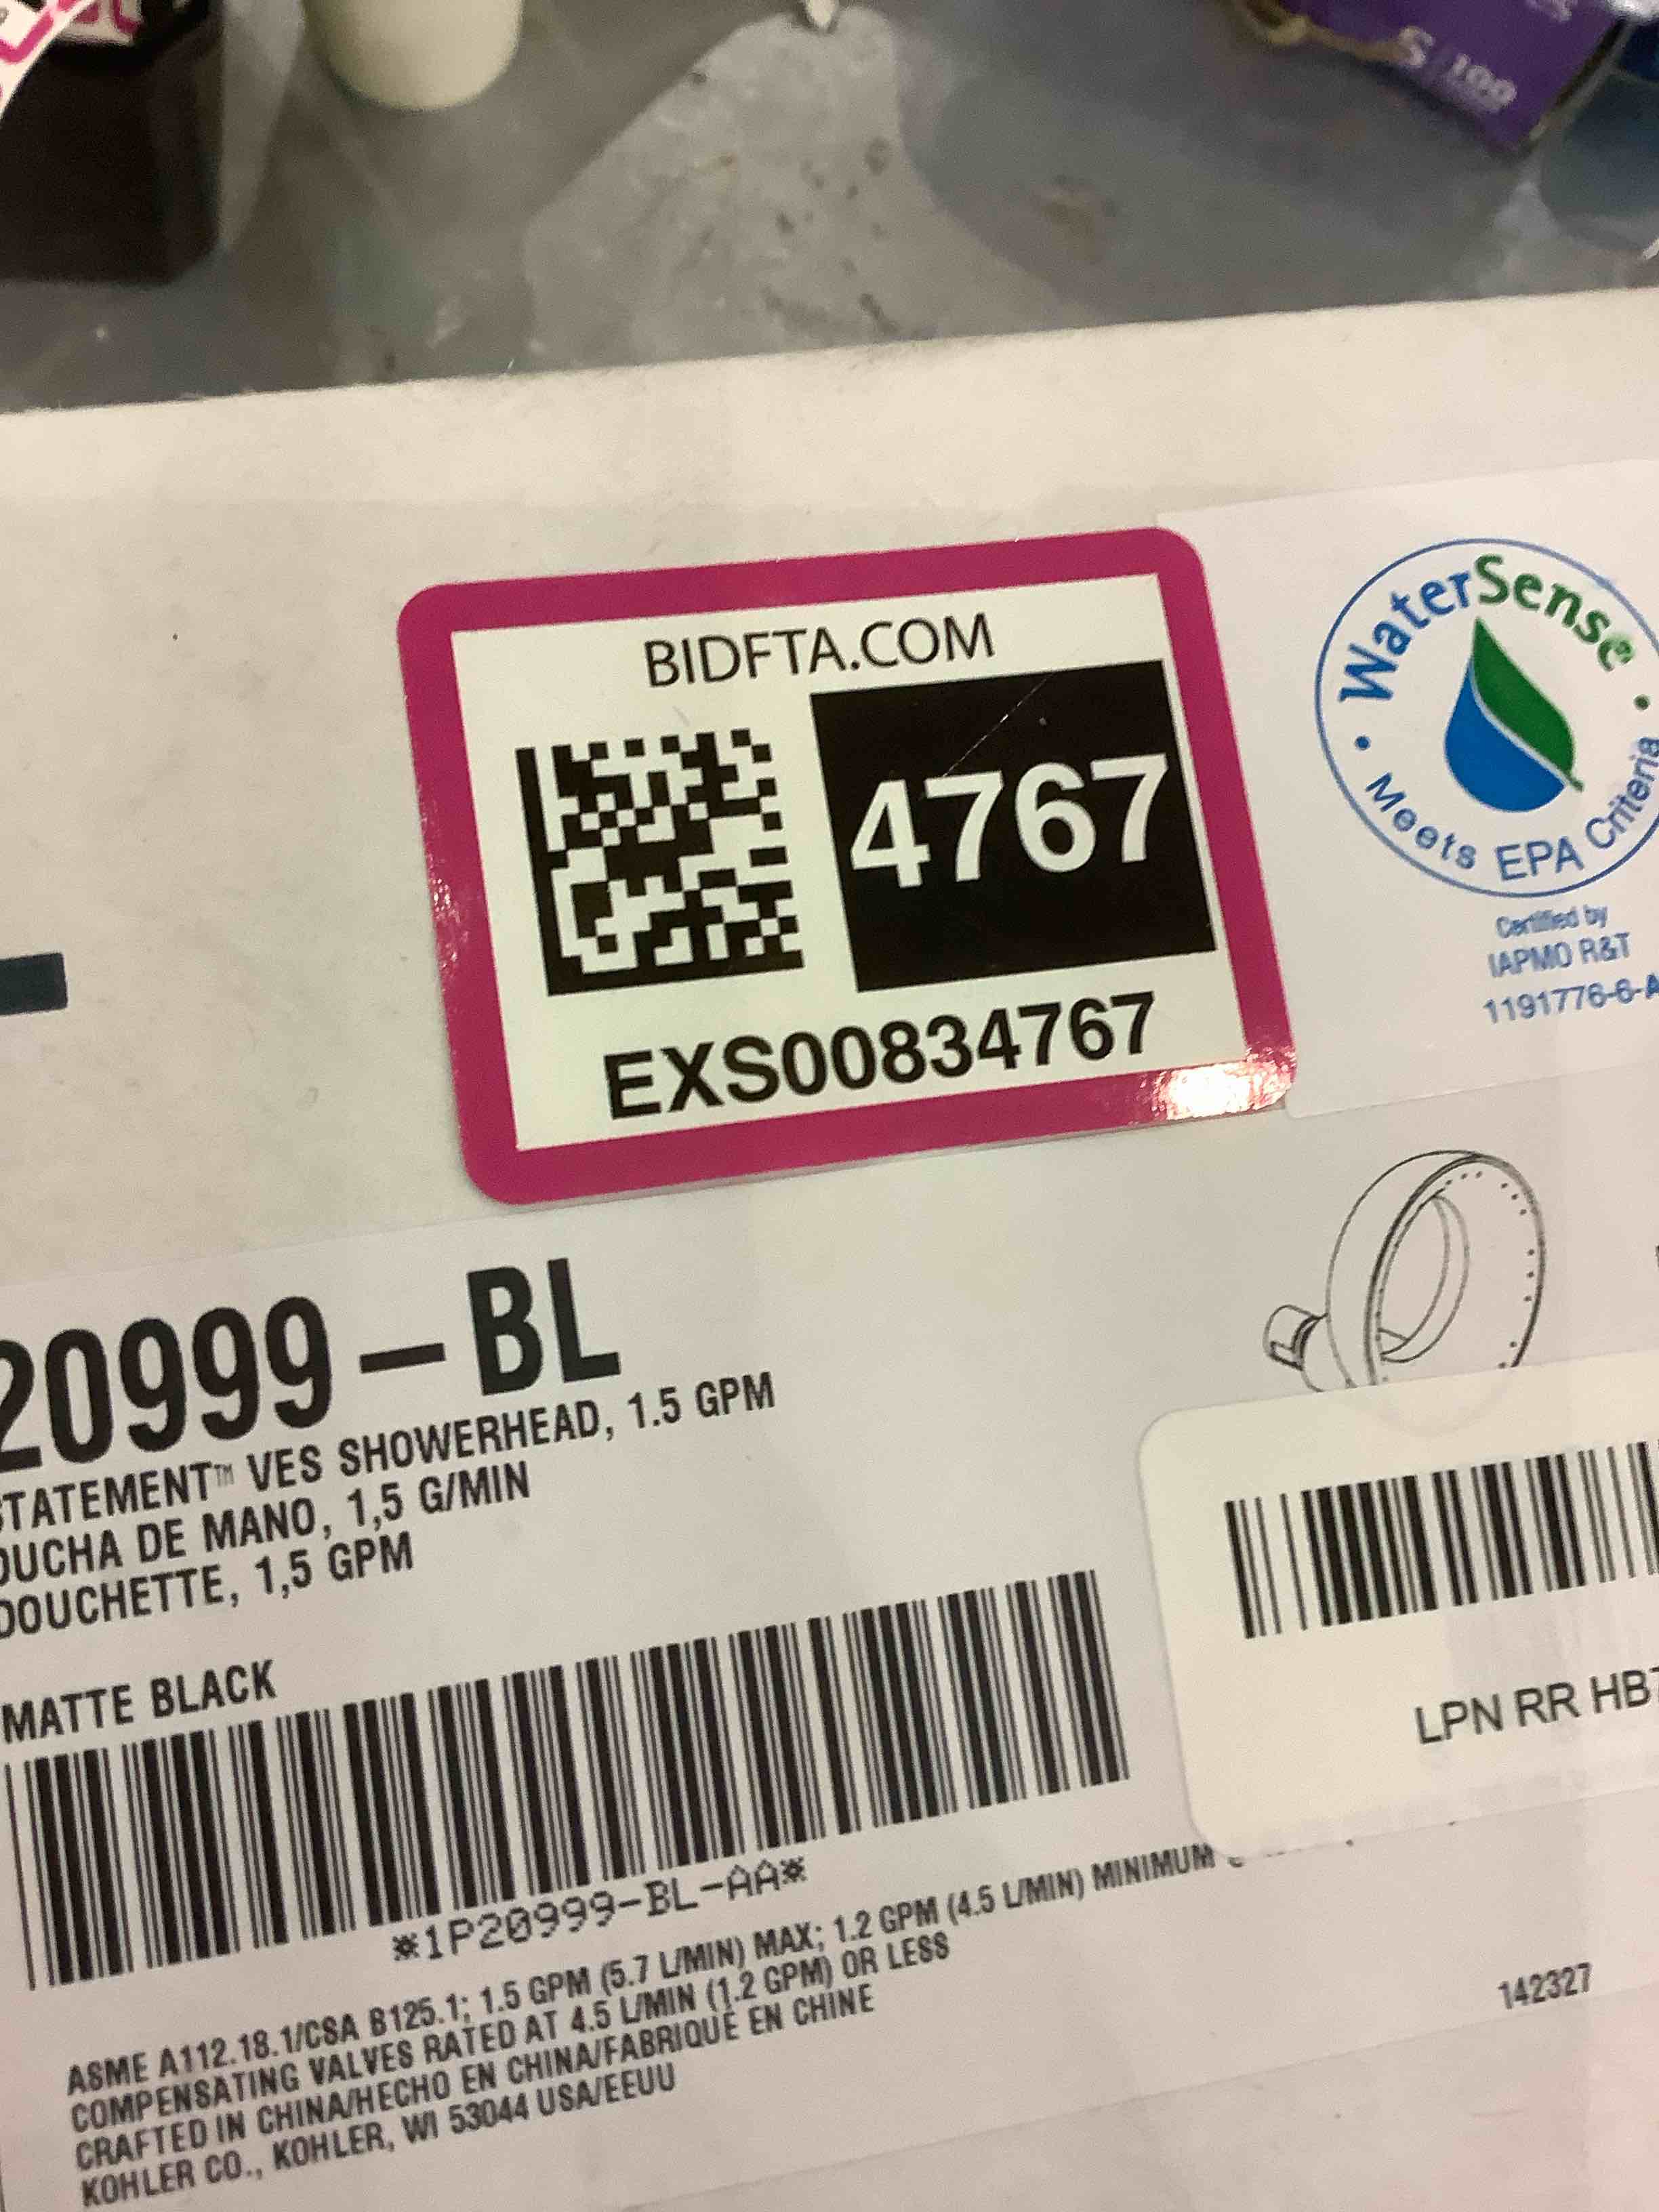 S/100
BIDFTA.COM
4767
EXS00834767
WaterSense
Meets EPA Criteria
Certified by
IAPMO R&T
1191776-6-A
20999-BL
STATEMENT™ VES SHOWERHEAD, 1.5 GPM
DUCHA DE MANO, 1,5 G/MIN
DOUCHETTE, 1,5 GPM
MATTE BLACK
*1P20999-BL-AA*
LPN RR HB7
ASME A112.18.1/CSA B125.1; 1.5 GPM (5.7 L/MIN) MAX; 1.2 GPM (4.5 L/MIN) MINIMUM
COMPENSATING VALVES RATED AT 4.5 L/MIN (1.2 GPM) OR LESS
CRAFTED IN CHINA/HECHO EN CHINA/FABRIQUÉ EN CHINE
KOHLER CO., KOHLER, WI 53044 USA/EEUU
142327